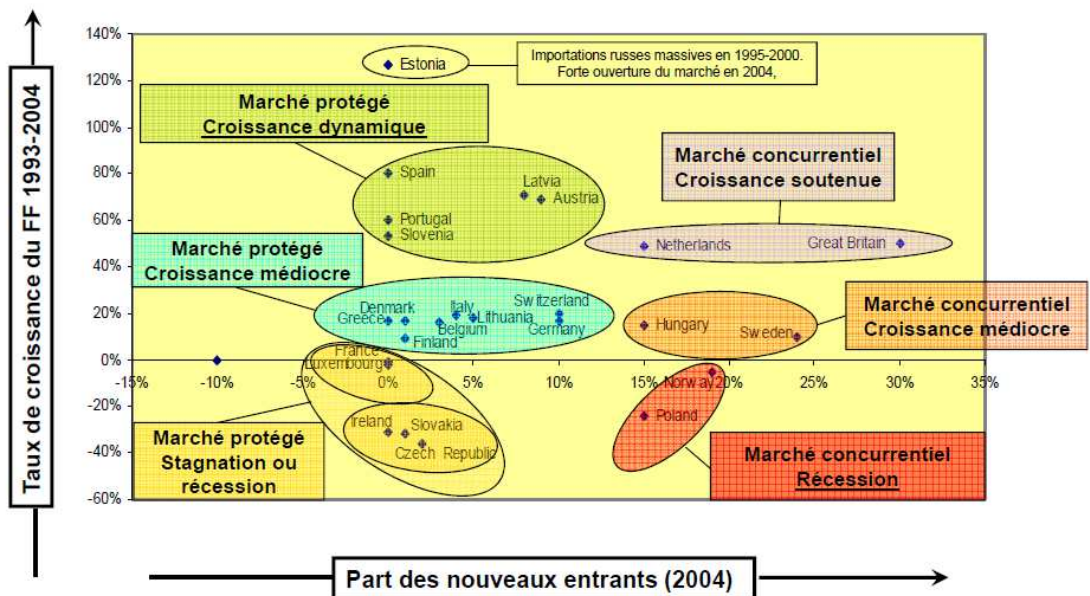 Taux de croissance du FF 1993-2004
140%
120%
100%
80%
60%
40%
20%
0%
-20%
-40%
-60%
Estonia
Importations russes massives en 1995-2000.
Forte ouverture du marché en 2004,
Marché protégé
Croissance dynamique
Spain
Latvia
Austria
Portugal
Slovenia
Marché concurrentiel
Croissance soutenue
Netherlands
Great Britain
Marché protégé
Croissance médiocre
Denmark
Greece
Italy
Lithuania
Switzerland
Belgium
Germany
Finland
Hungary
Sweden
Marché concurrentiel
Croissance médiocre
France
Luxembourg
-15%
-10%
-5%
0%
5%
10%
15%
20%
25%
30%
35%
Norway
Poland
Ireland
Slovakia
Czech Republic
Marché protégé
Stagnation ou
récession
Marché concurrentiel
Récession
Part des nouveaux entrants (2004)